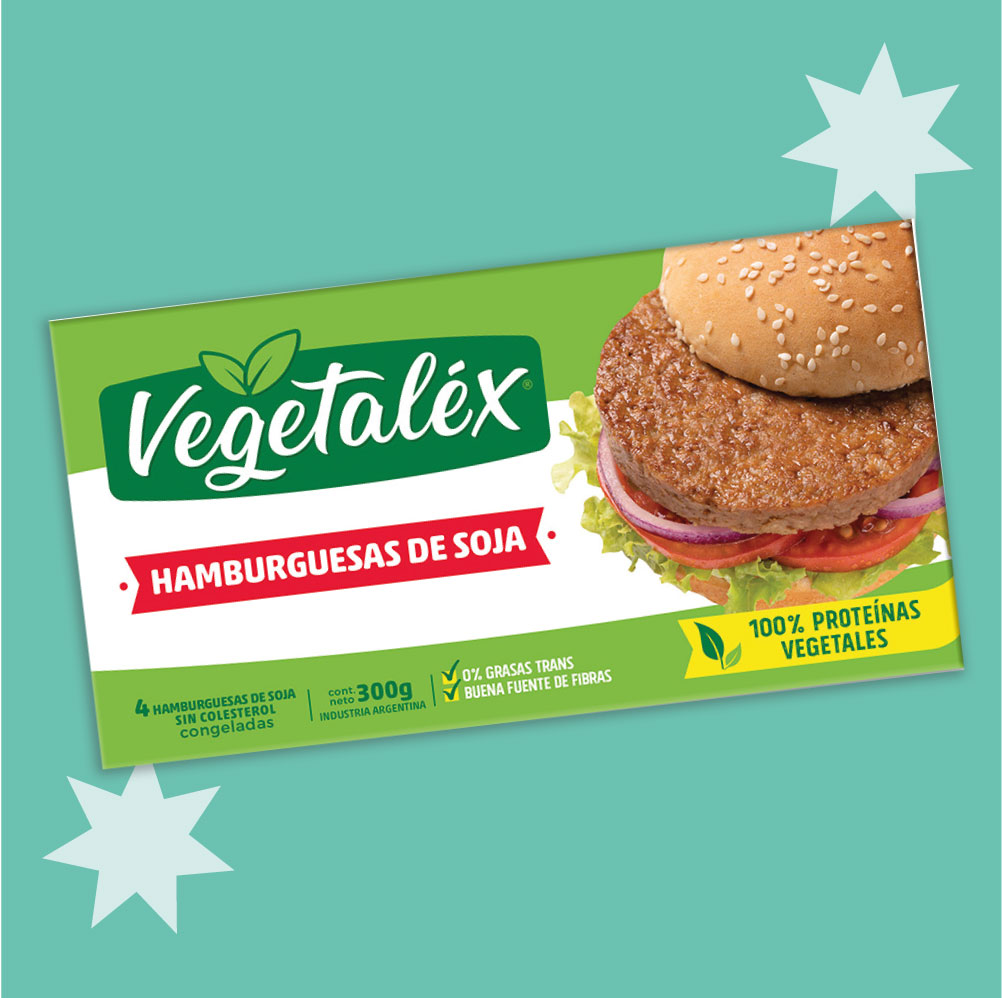 Vegetaléx®
HAMBURGUESAS DE SOJA
4 HAMBURGUESAS DE SOJA
SIN COLESTEROL
congeladas
cont.
neto 300g
INDUSTRIA ARGENTINA
0% GRASAS TRANS
BUENA FUENTE DE FIBRAS
100% PROTEÍNAS
VEGETALES